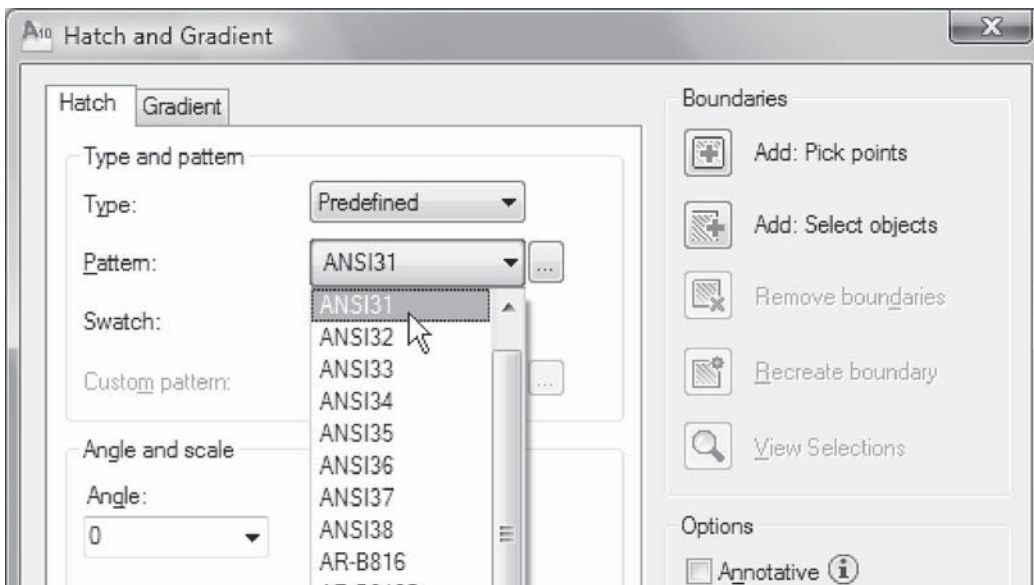 A10 Hatch and Gradient
Hatch Gradient
Type and pattern
Type: Predefined
Pattern: ANSI31 ...
ANSI31
Swatch:
ANSI32
ANSI33
Custom pattern: ...
ANSI34
ANSI35
Angle and scale
ANSI36
Angle:
ANSI37
0
ANSI38
AR-B816
Boundaries
Add: Pick points
Add: Select objects
Remove boundaries
Recreate boundary
View Selections
Options
Annotative i